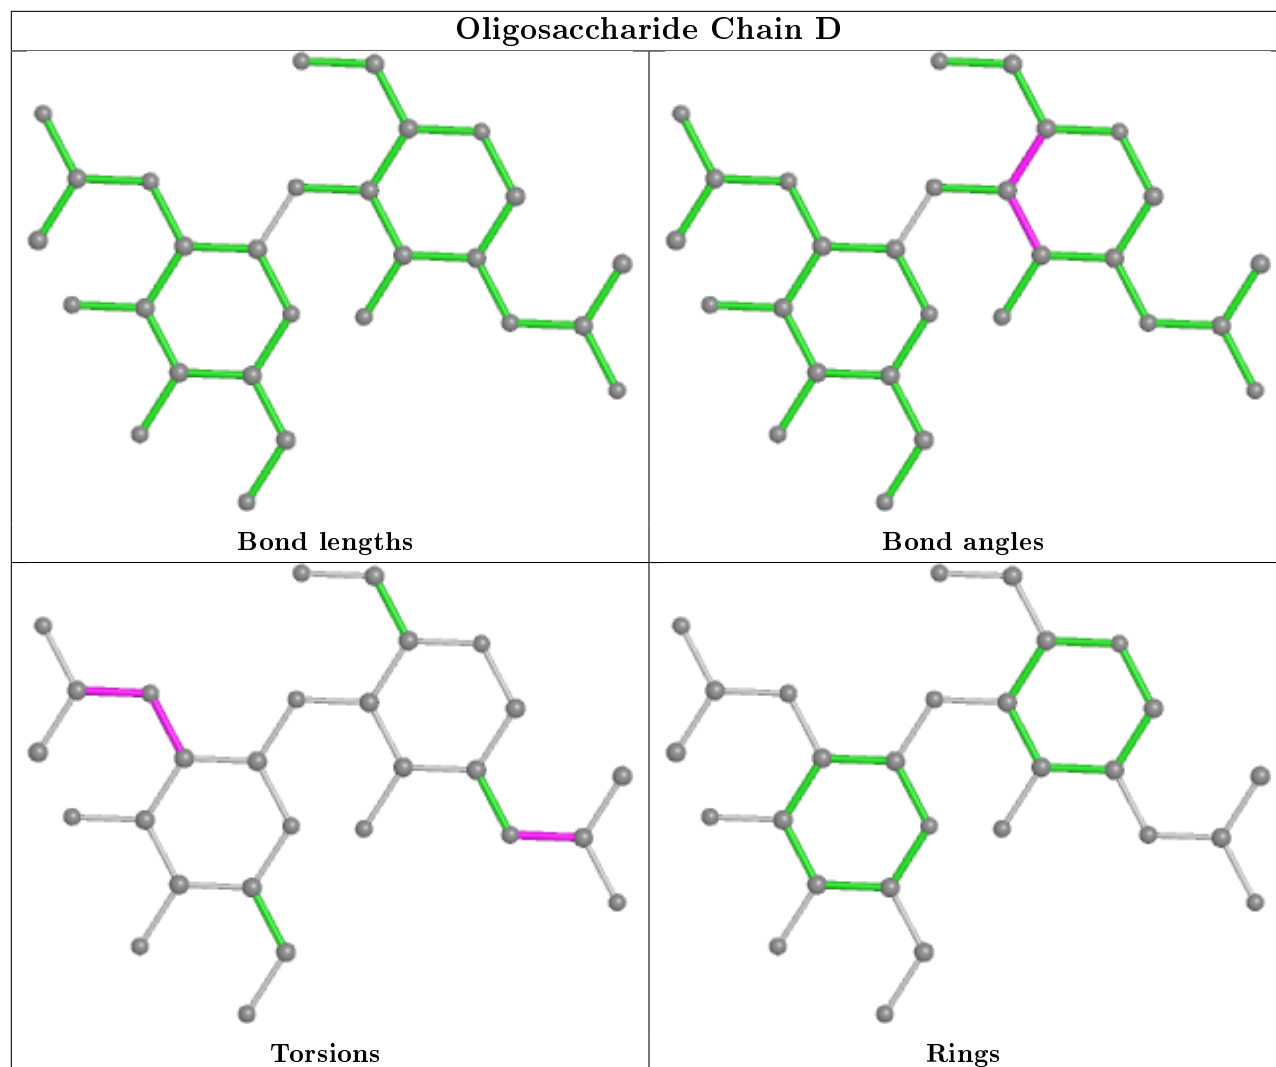 Oligosaccharide Chain D
Bond lengths
Bond angles
Torsions
Rings